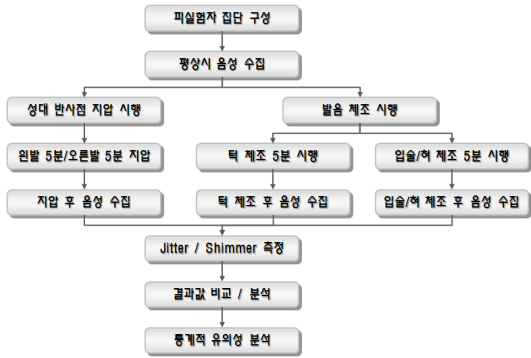 피실험자 집단 구성
평상시 음성 수집
성대 반사점 지압 시행
발음 체조 시행
왼발 5분/오른발 5분 지압
턱 체조 5분 시행
입술/혀 체조 5분 시행
지압 후 음성 수집
턱 체조 후 음성 수집
입술/혀 체조 후 음성 수집
Jitter / Shimmer 측정
결과값 비교 / 분석
통계적 유의성 분석